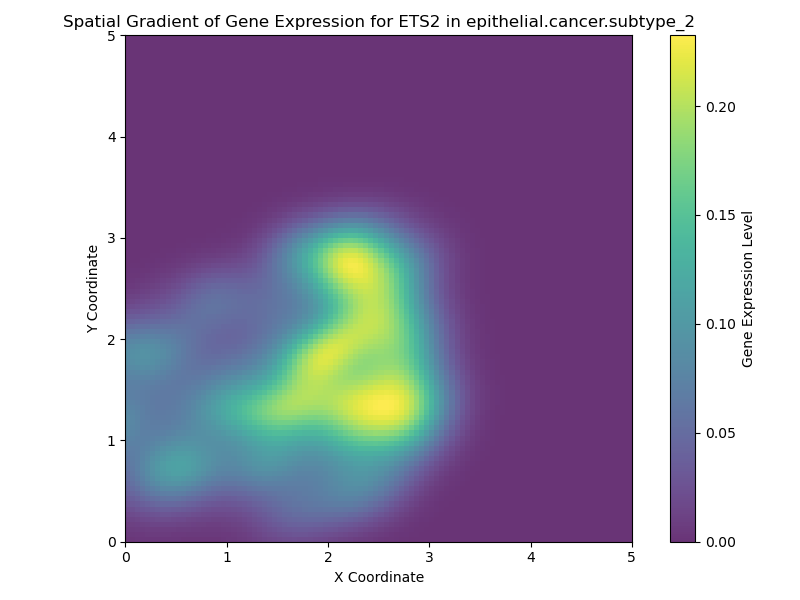 Spatial Gradient of Gene Expression for ETS2 in epithelial.cancer.subtype_2
5
4
3
2
1
0
Y Coordinate
0 1 2 3 4 5
X Coordinate
0.20
0.15
0.10
0.05
0.00
Gene Expression Level